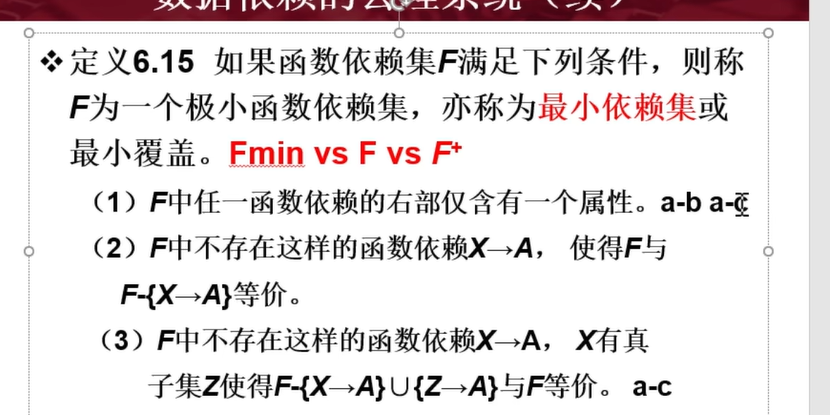 数据依赖的公理系统（续）
❖定义6.15 如果函数依赖集F满足下列条件，则称
F为一个极小函数依赖集，亦称为最小依赖集或
最小覆盖。Fmin vs F vs F⁺
（1）F中任一函数依赖的右部仅含有一个属性。a-b a-c
（2）F中不存在这样的函数依赖X→A， 使得F与
F-{X→A}等价。
（3）F中不存在这样的函数依赖X→A， X有真
子集Z使得F-{X→A}∪{Z→A}与F等价。 a-c